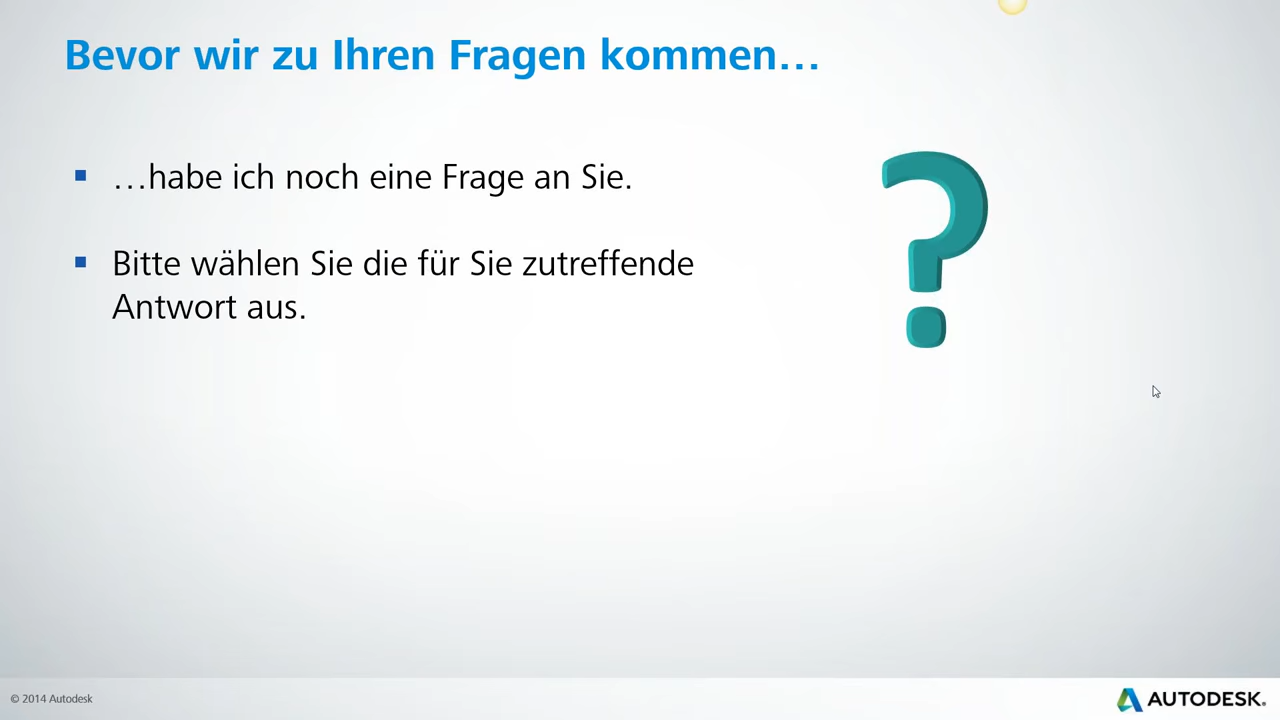 Bevor wir zu Ihren Fragen kommen...
▪ ...habe ich noch eine Frage an Sie.
▪ Bitte wählen Sie die für Sie zutreffende
Antwort aus.
?
© 2014 Autodesk
AUTODESK.